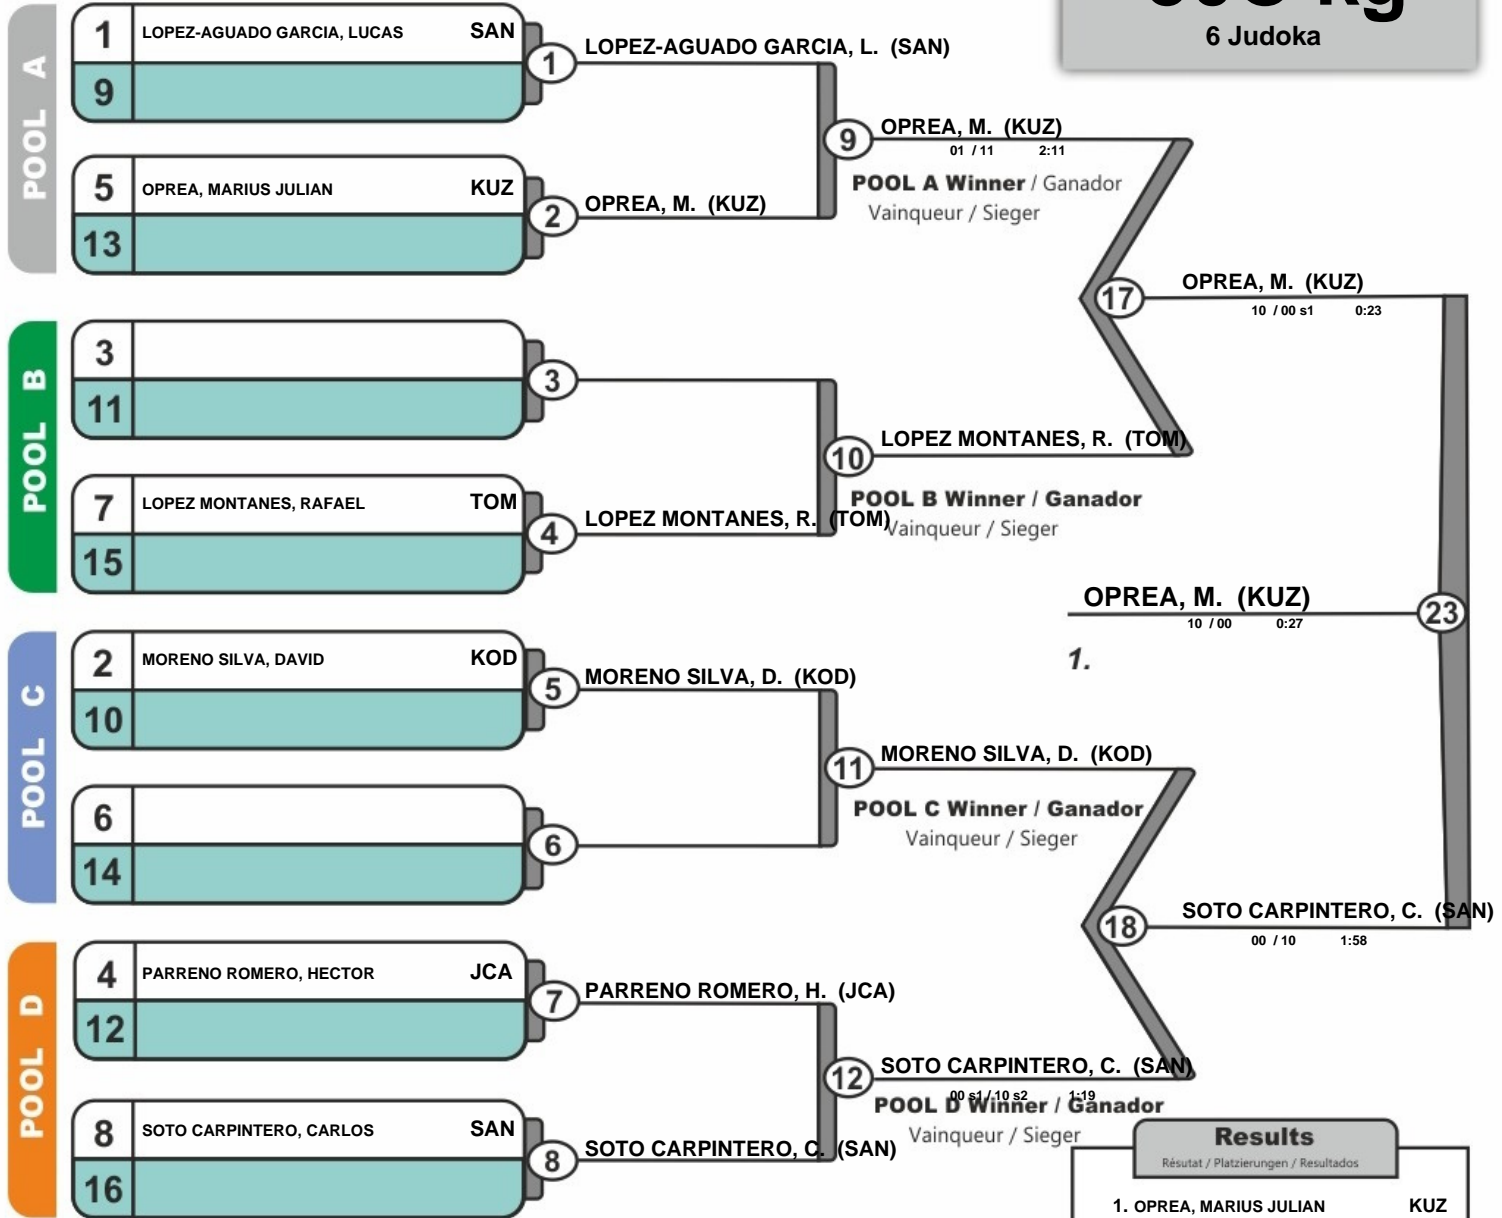 6 Judoka
POOL A
1 LOPEZ-AGUADO GARCIA, LUCAS SAN
9
5 OPREA, MARIUS JULIAN KUZ
13
1 LOPEZ-AGUADO GARCIA, L. (SAN)
2 OPREA, M. (KUZ)
9 OPREA, M. (KUZ)
01 / 11 2:11
POOL A Winner / Ganador
Vainqueur / Sieger
POOL B
3
11
7 LOPEZ MONTANES, RAFAEL TOM
15
3
4 LOPEZ MONTANES, R. (TOM)
10 LOPEZ MONTANES, R. (TOM)
POOL B Winner / Ganador
Vainqueur / Sieger
17 OPREA, M. (KUZ)
10 / 00 s1 0:23
OPREA, M. (KUZ) 23
10 / 00 0:27
1.
POOL C
2 MORENO SILVA, DAVID KOD
10
6
14
5 MORENO SILVA, D. (KOD)
6
11 MORENO SILVA, D. (KOD)
POOL C Winner / Ganador
Vainqueur / Sieger
POOL D
4 PARRENO ROMERO, HECTOR JCA
12
8 SOTO CARPINTERO, CARLOS SAN
16
7 PARRENO ROMERO, H. (JCA)
8 SOTO CARPINTERO, C. (SAN)
12 SOTO CARPINTERO, C. (SAN)
00 s1 / 10 s2 1:19
POOL D Winner / Ganador
Vainqueur / Sieger
18 SOTO CARPINTERO, C. (SAN)
00 / 10 1:58
Results
Résutat / Platzierungen / Resultados
1. OPREA, MARIUS JULIAN KUZ